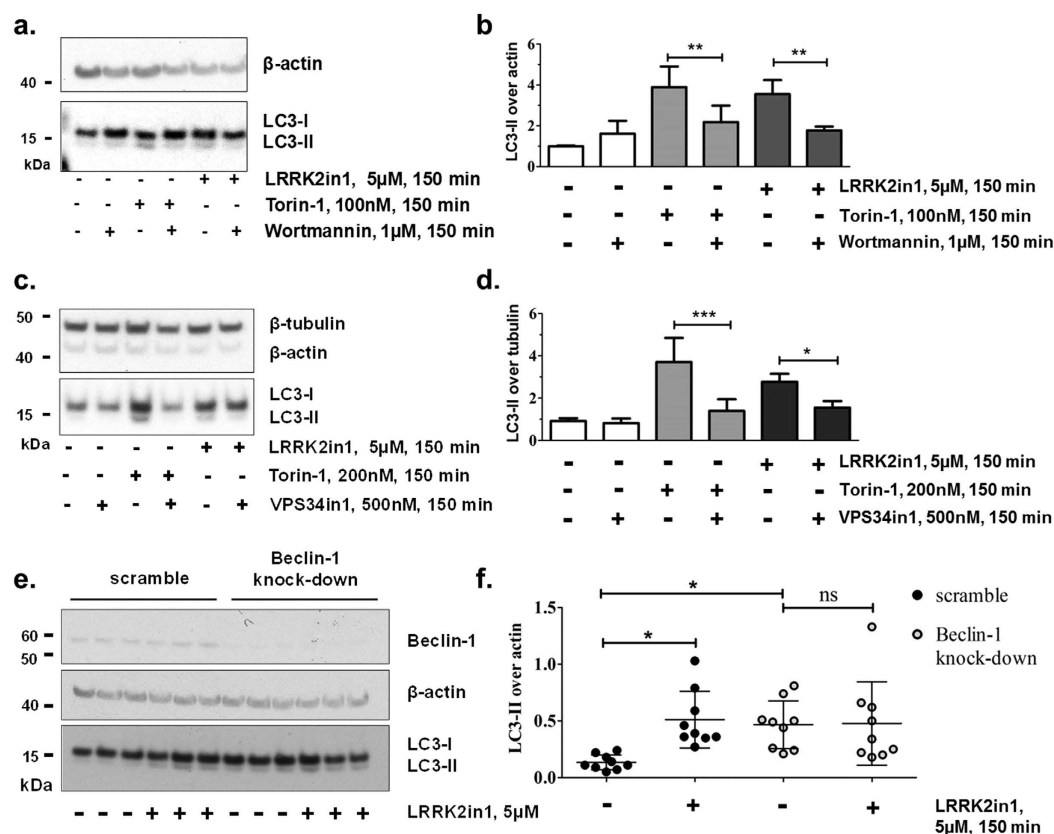 a.
β-actin
40
LC3-I
15
LC3-II
kDa
- - - - + + LRRK2in1, 5μM, 150 min
- - + + - - Torin-1, 100nM, 150 min
- + - + - + Wortmannin, 1μM, 150 min
b.
LC3-II over actin
6
4
2
0
** **
- - - - + + LRRK2in1, 5μM, 150 min
- - + + - - Torin-1, 100nM, 150 min
- + - + - + Wortmannin, 1μM, 150 min
c.
50
β-tubulin
40
β-actin
LC3-I
15
LC3-II
kDa
- - - - + + LRRK2in1, 5μM, 150 min
- - + + - - Torin-1, 200nM, 150 min
- + - + - + VPS34in1, 500nM, 150 min
d.
LC3-II over tubulin
6
4
2
0
*** *
- - - - + + LRRK2in1, 5μM, 150 min
- - + + - - Torin-1, 200nM, 150 min
- + - + - + VPS34in1, 500nM, 150 min
e.
scramble
Beclin-1
knock-down
60
Beclin-1
50
β-actin
40
LC3-I
15
LC3-II
kDa
- - - + + + - - - + + + LRRK2in1, 5μM
f.
LC3-II over actin
1.5
1.0
0.5
0.0
*
*
ns
scramble
Beclin-1
knock-down
- + - + LRRK2in1,
5μM, 150 min